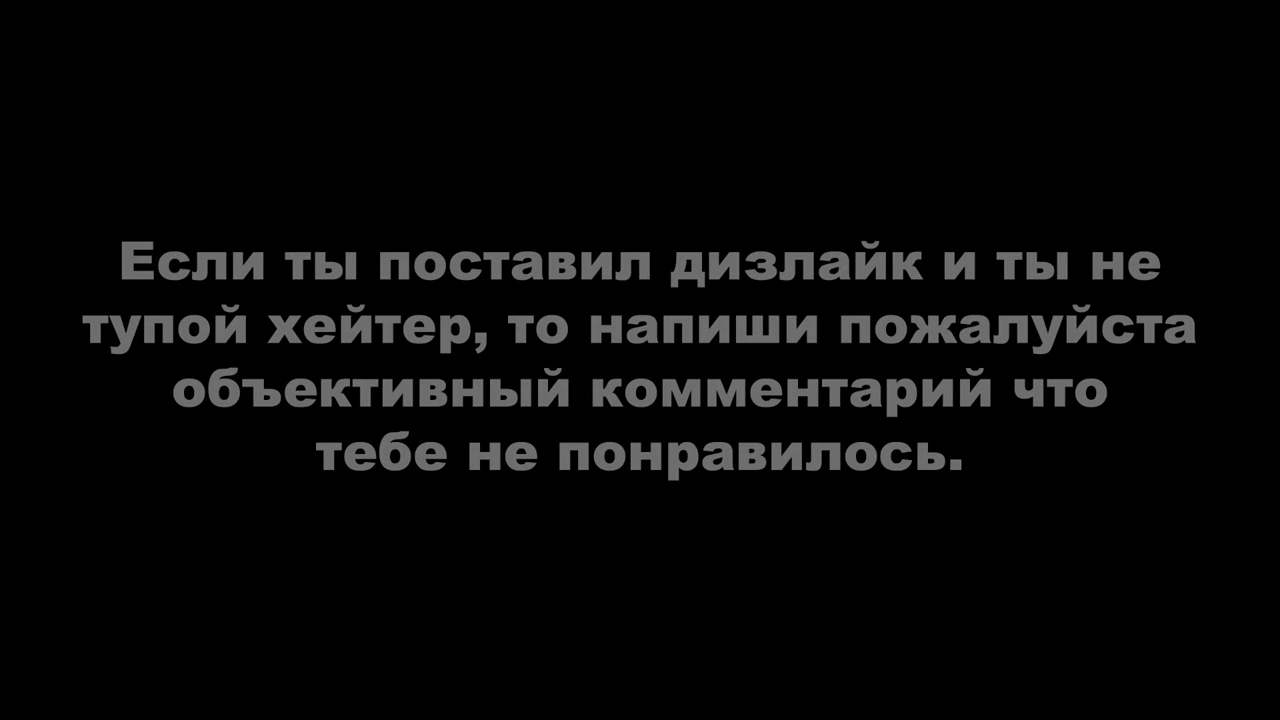 Если ты поставил дизлайк и ты не
тупой хейтер, то напиши пожалуйста
объективный комментарий что
тебе не понравилось.